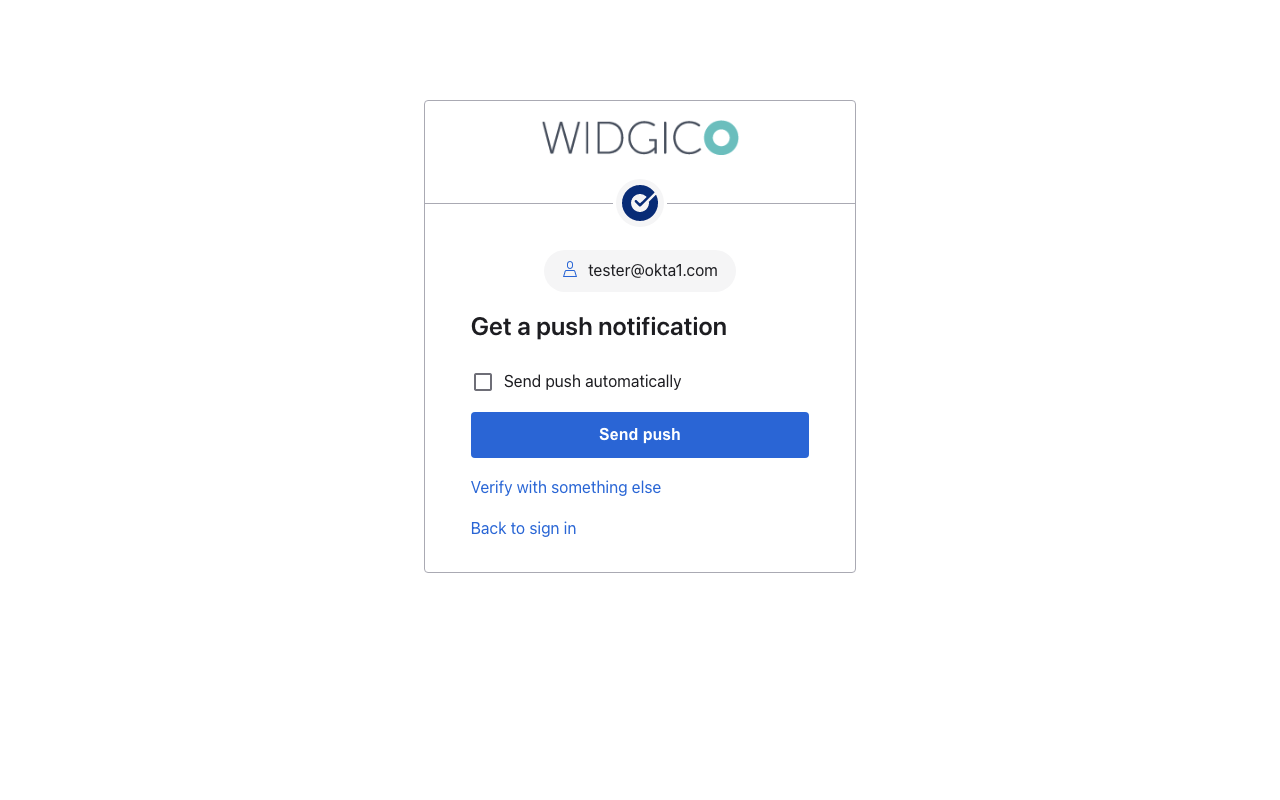 WIDGICO
tester@okta1.com
Get a push notification
Send push automatically
Send push
Verify with something else
Back to sign in